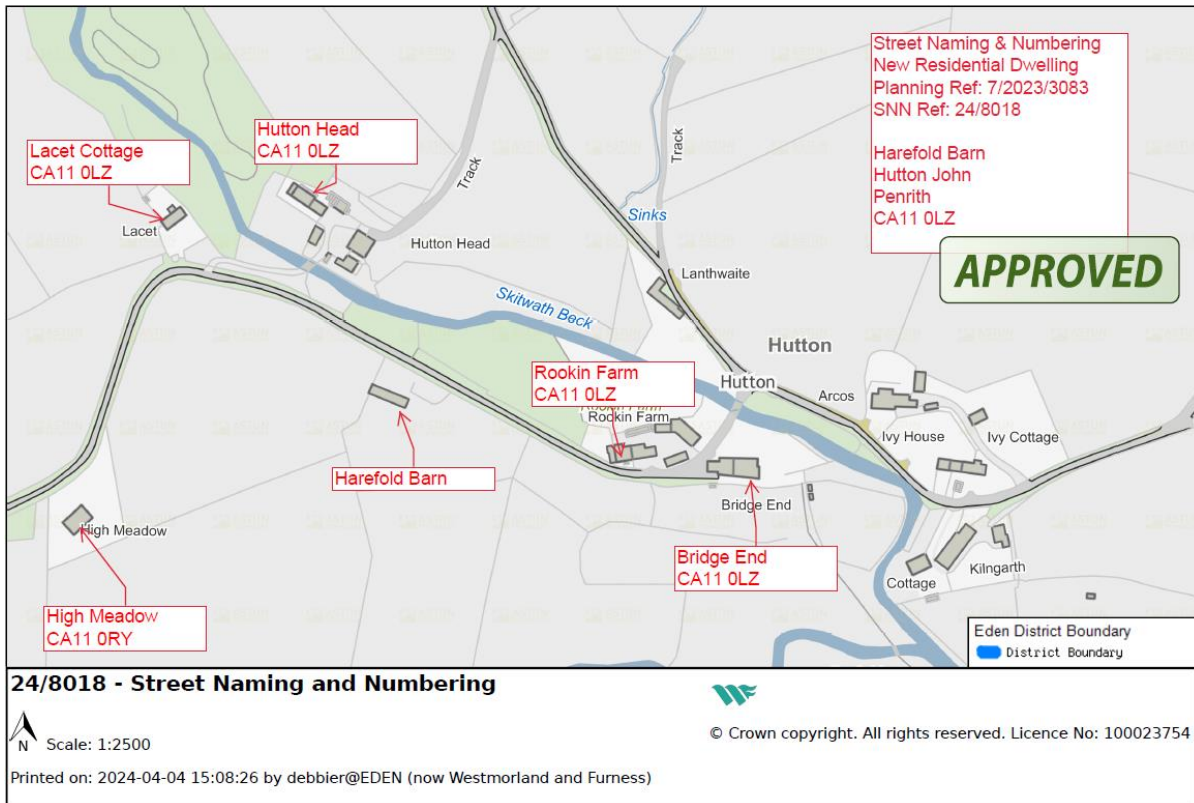 Street Naming & Numbering
New Residential Dwelling
Planning Ref: 7/2023/3083
SNN Ref: 24/8018
Harefold Barn
Hutton John
Penrith
CA11 0LZ
APPROVED
Hutton Head
CA11 0LZ
Lacet Cottage
CA11 0LZ
Lacet
Track
Hutton Head
Track
Sinks
Lanthwaite
Skitwath Beck
Hutton
Hutton
Rookin Farm
CA11 0LZ
Rookin Farm
Arcos
Ivy House
Ivy Cottage
Harefold Barn
Bridge End
Bridge End
CA11 0LZ
Kilngarth
Cottage
High Meadow
High Meadow
CA11 0RY
Eden District Boundary
District Boundary
24/8018 - Street Naming and Numbering
N
Scale: 1:2500
© Crown copyright. All rights reserved. Licence No: 100023754
Printed on: 2024-04-04 15:08:26 by debbier@EDEN (now Westmorland and Furness)